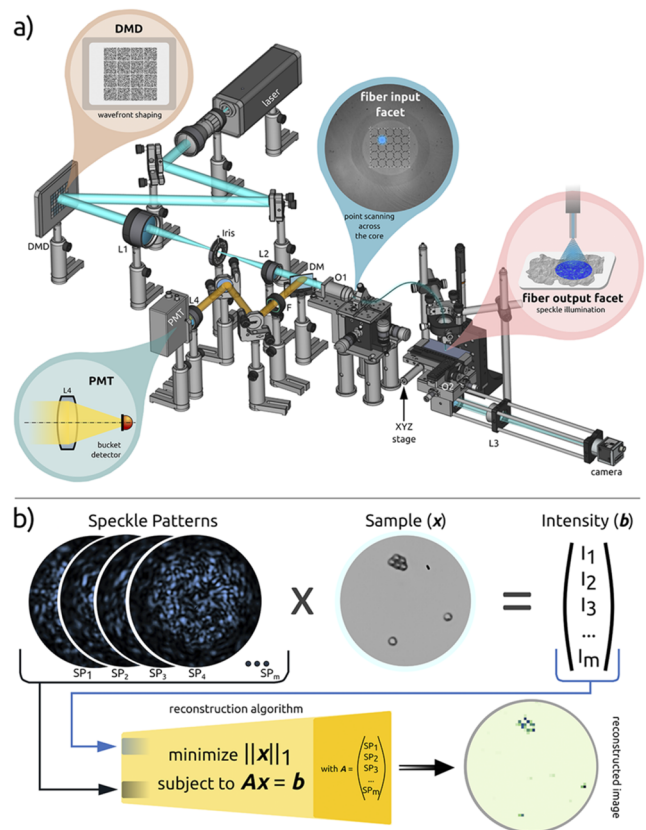 a)
DMD
wavefront shaping
laser
fiber input
facet
point scanning
across
the core
DMD
L1
Iris
L2
DM
O1
L4
F
PMT
fiber output facet
speckle illumination
PMT
L4
bucket
detector
O2
XYZ
stage
L3
camera
b)
Speckle Patterns
Sample (x)
Intensity (b)
X
=
I1
I2
I3
...
Im
SP1 SP2 SP3 SP4 SPm
reconstruction algorithm
minimize ||x||1
subject to Ax = b
with A =
SP1
SP2
SP3
...
SPm
reconstructed image